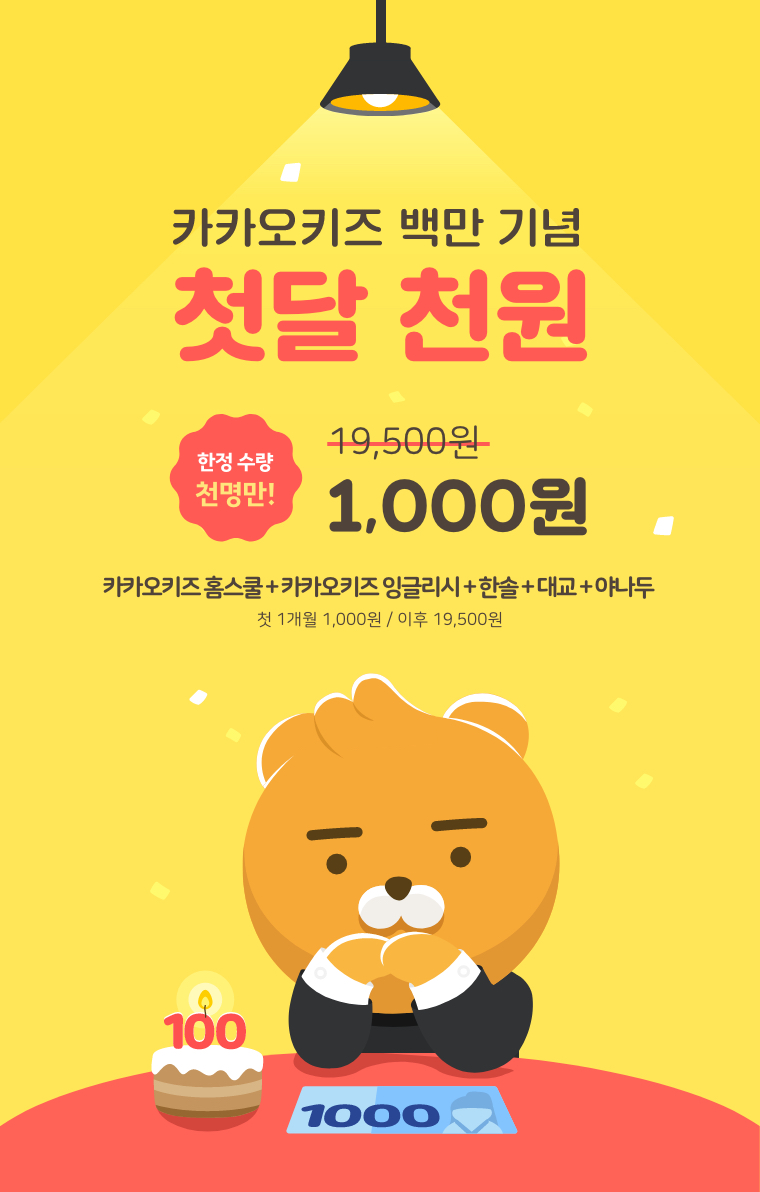 카카오키즈 백만 기념
첫달 천원
한정 수량
천명만!
19,500원
1,000원
카카오키즈 홈스쿨+카카오키즈 잉글리시+한솔+대교+야나두
첫 1개월 1,000원 / 이후 19,500원
100
1000